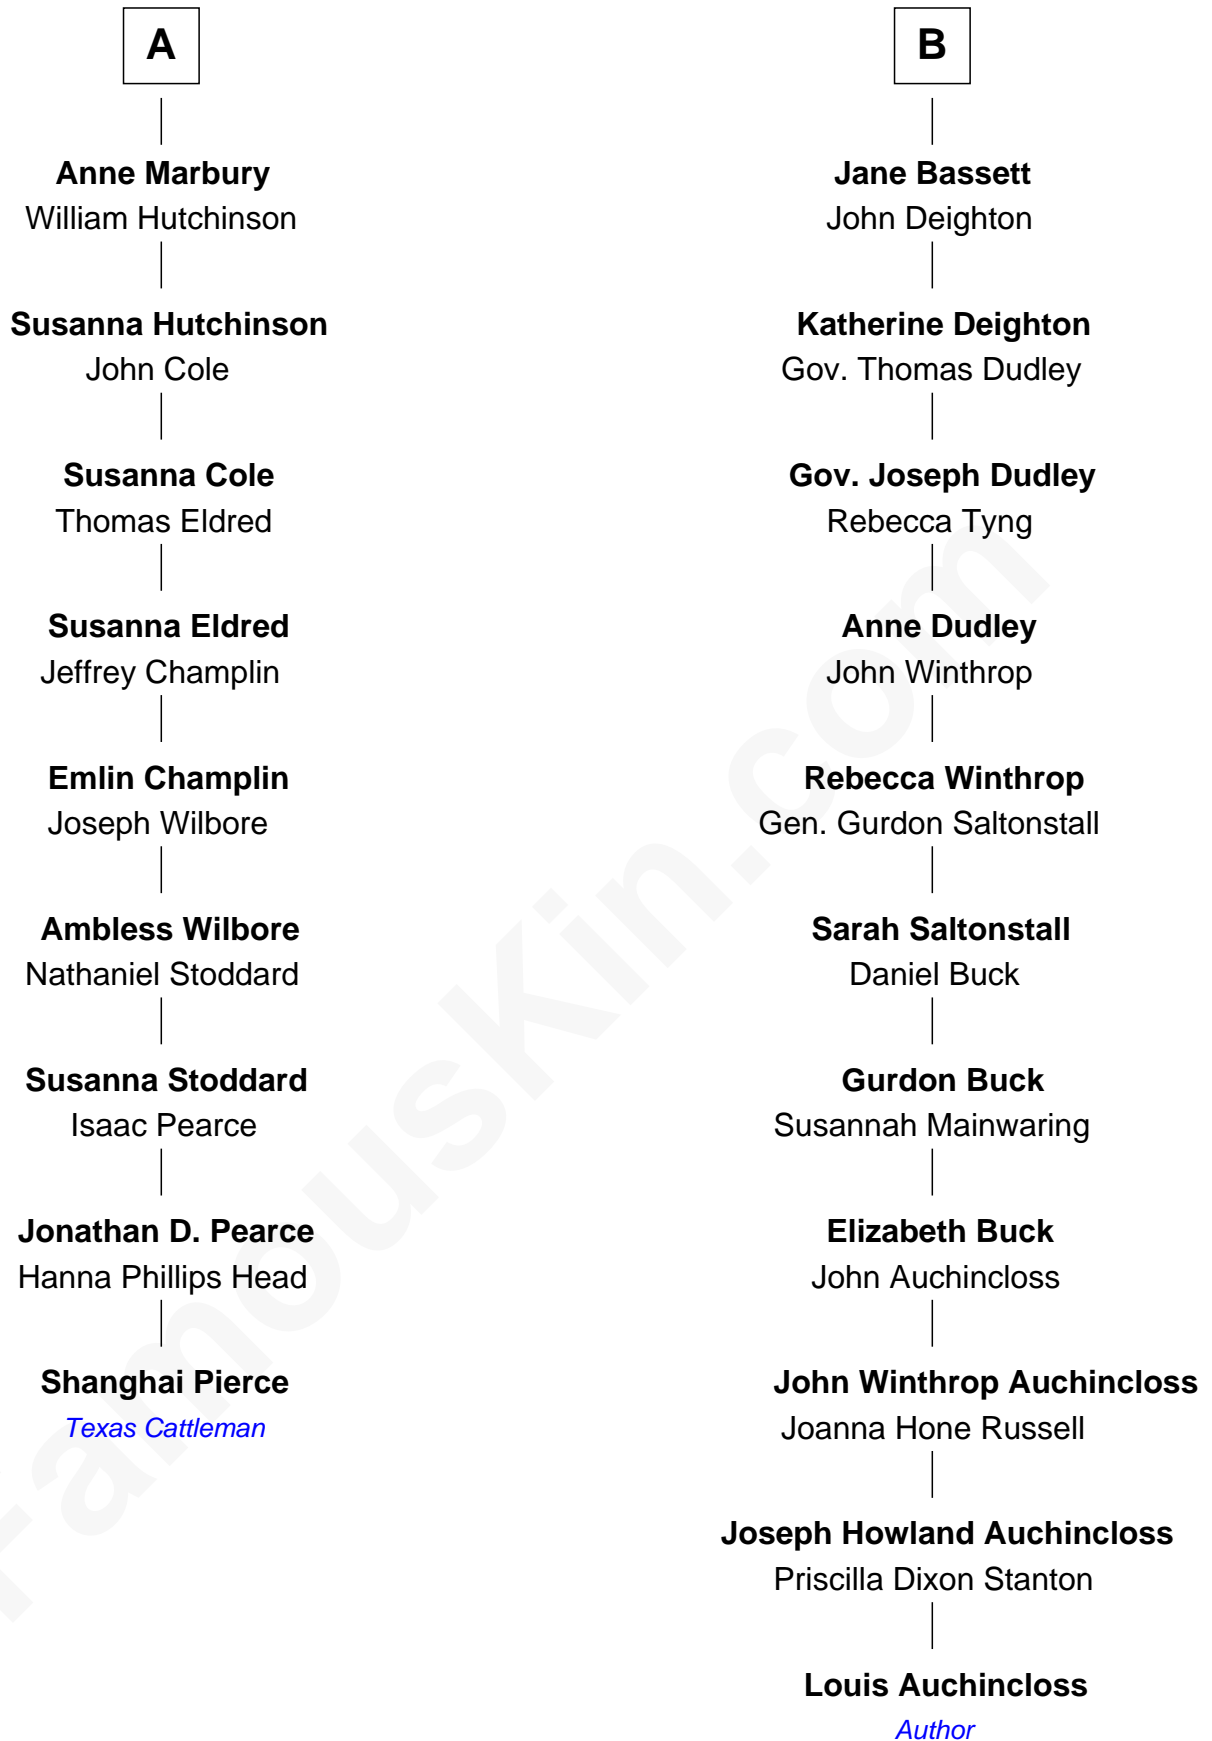 A
Anne Marbury
William Hutchinson
Susanna Hutchinson
John Cole
Susanna Cole
Thomas Eldred
Susanna Eldred
Jeffrey Champlin
Emlin Champlin
Joseph Wilbore
Ambless Wilbore
Nathaniel Stoddard
Susanna Stoddard
Isaac Pearce
Jonathan D. Pearce
Hanna Phillips Head
Shanghai Pierce
Texas Cattleman
B
Jane Bassett
John Deighton
Katherine Deighton
Gov. Thomas Dudley
Gov. Joseph Dudley
Rebecca Tyng
Anne Dudley
John Winthrop
Rebecca Winthrop
Gen. Gurdon Saltonstall
Sarah Saltonstall
Daniel Buck
Gurdon Buck
Susannah Mainwaring
Elizabeth Buck
John Auchincloss
John Winthrop Auchincloss
Joanna Hone Russell
Joseph Howland Auchincloss
Priscilla Dixon Stanton
Louis Auchincloss
Author
FamousKin.com